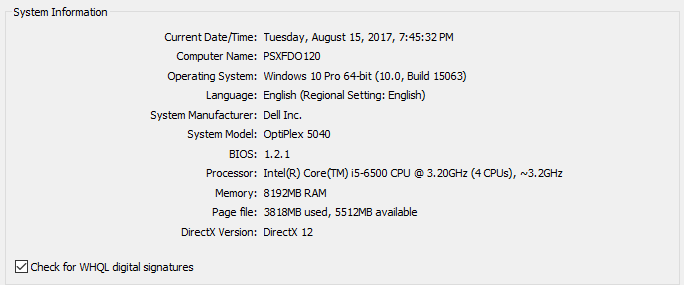 System Information
Current Date/Time: Tuesday, August 15, 2017, 7:45:32 PM
Computer Name: PSXFDO120
Operating System: Windows 10 Pro 64-bit (10.0, Build 15063)
Language: English (Regional Setting: English)
System Manufacturer: Dell Inc.
System Model: OptiPlex 5040
BIOS: 1.2.1
Processor: Intel(R) Core(TM) i5-6500 CPU @ 3.20GHz (4 CPUs), ~3.2GHz
Memory: 8192MB RAM
Page file: 3818MB used, 5512MB available
DirectX Version: DirectX 12
Check for WHQL digital signatures